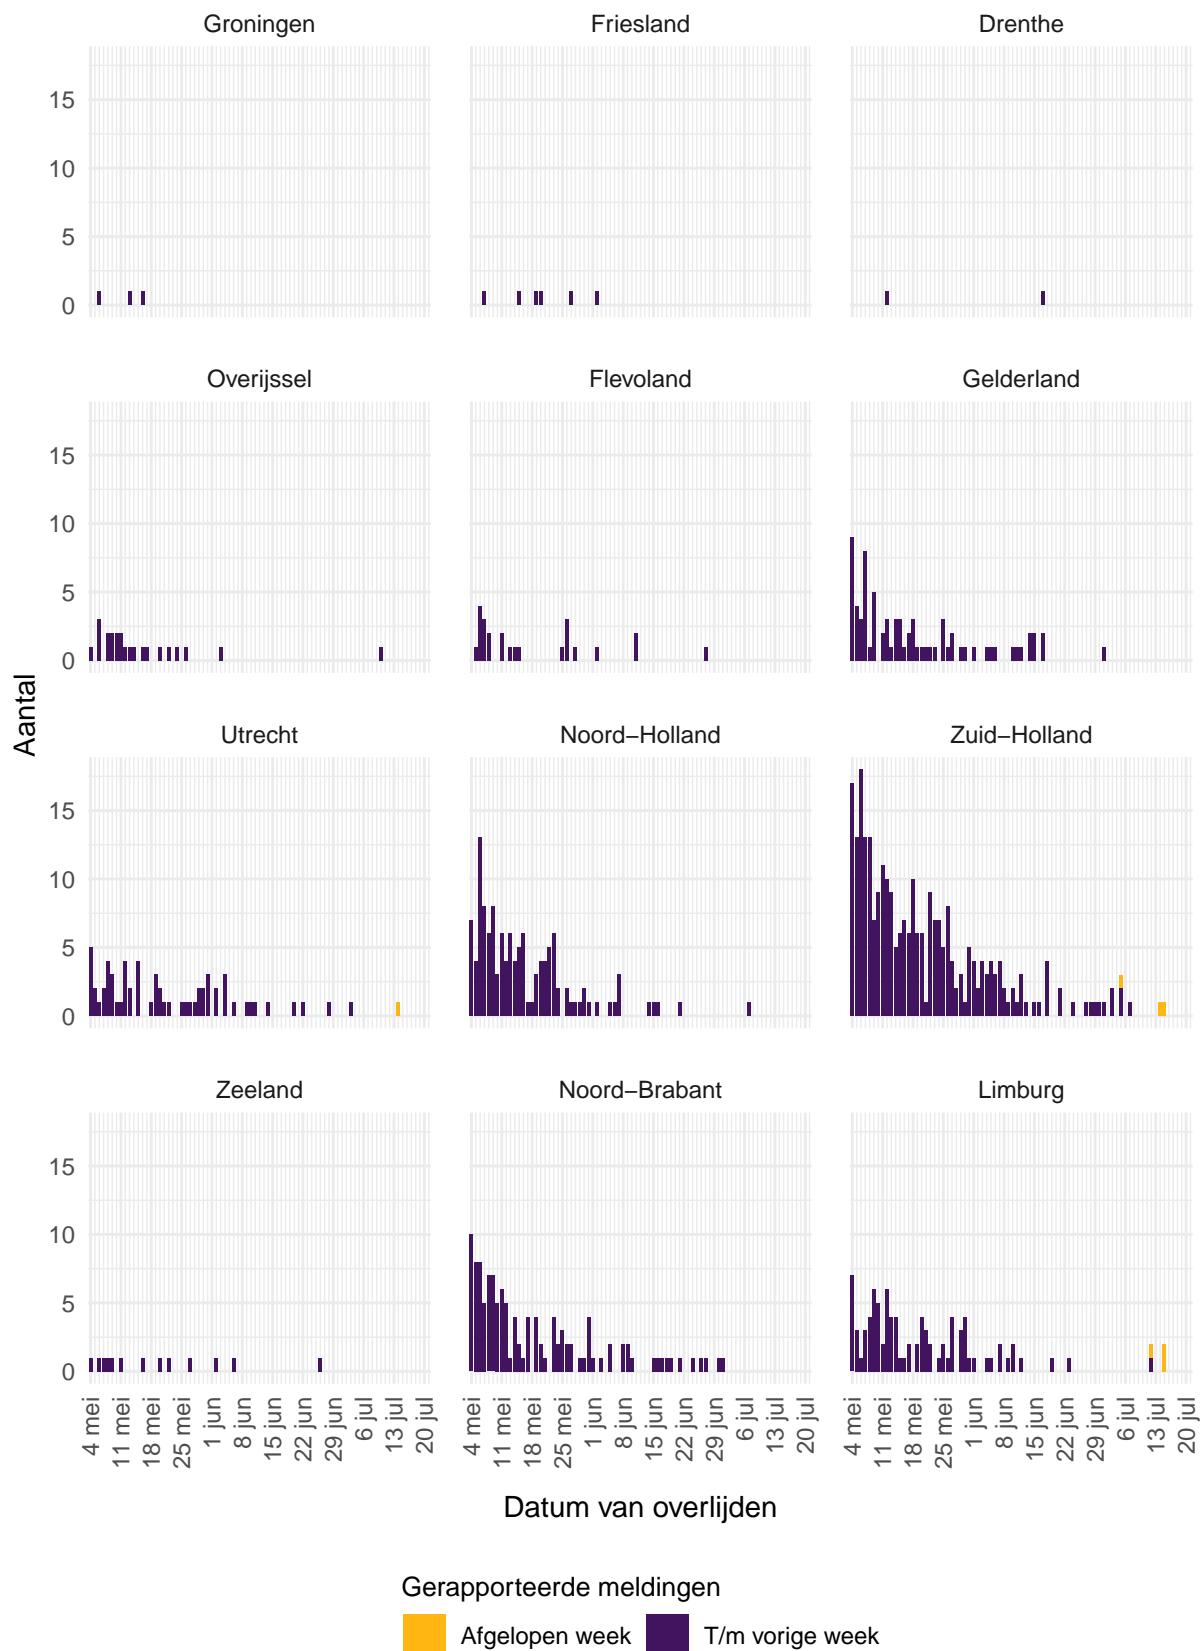 Groningen Friesland Drenthe
15
10
5
0
Overijssel Flevoland Gelderland
15
10
5
0
Aantal
Utrecht Noord−Holland Zuid−Holland
15
10
5
0
Zeeland Noord−Brabant Limburg
15
10
5
0
4 mei 11 mei 18 mei 25 mei 1 jun 8 jun 15 jun 22 jun 29 jun 6 jul 13 jul 20 jul 4 mei 11 mei 18 mei 25 mei 1 jun 8 jun 15 jun 22 jun 29 jun 6 jul 13 jul 20 jul 4 mei 11 mei 18 mei 25 mei 1 jun 8 jun 15 jun 22 jun 29 jun 6 jul 13 jul 20 jul
Datum van overlijden
Gerapporteerde meldingen
Afgelopen week T/m vorige week